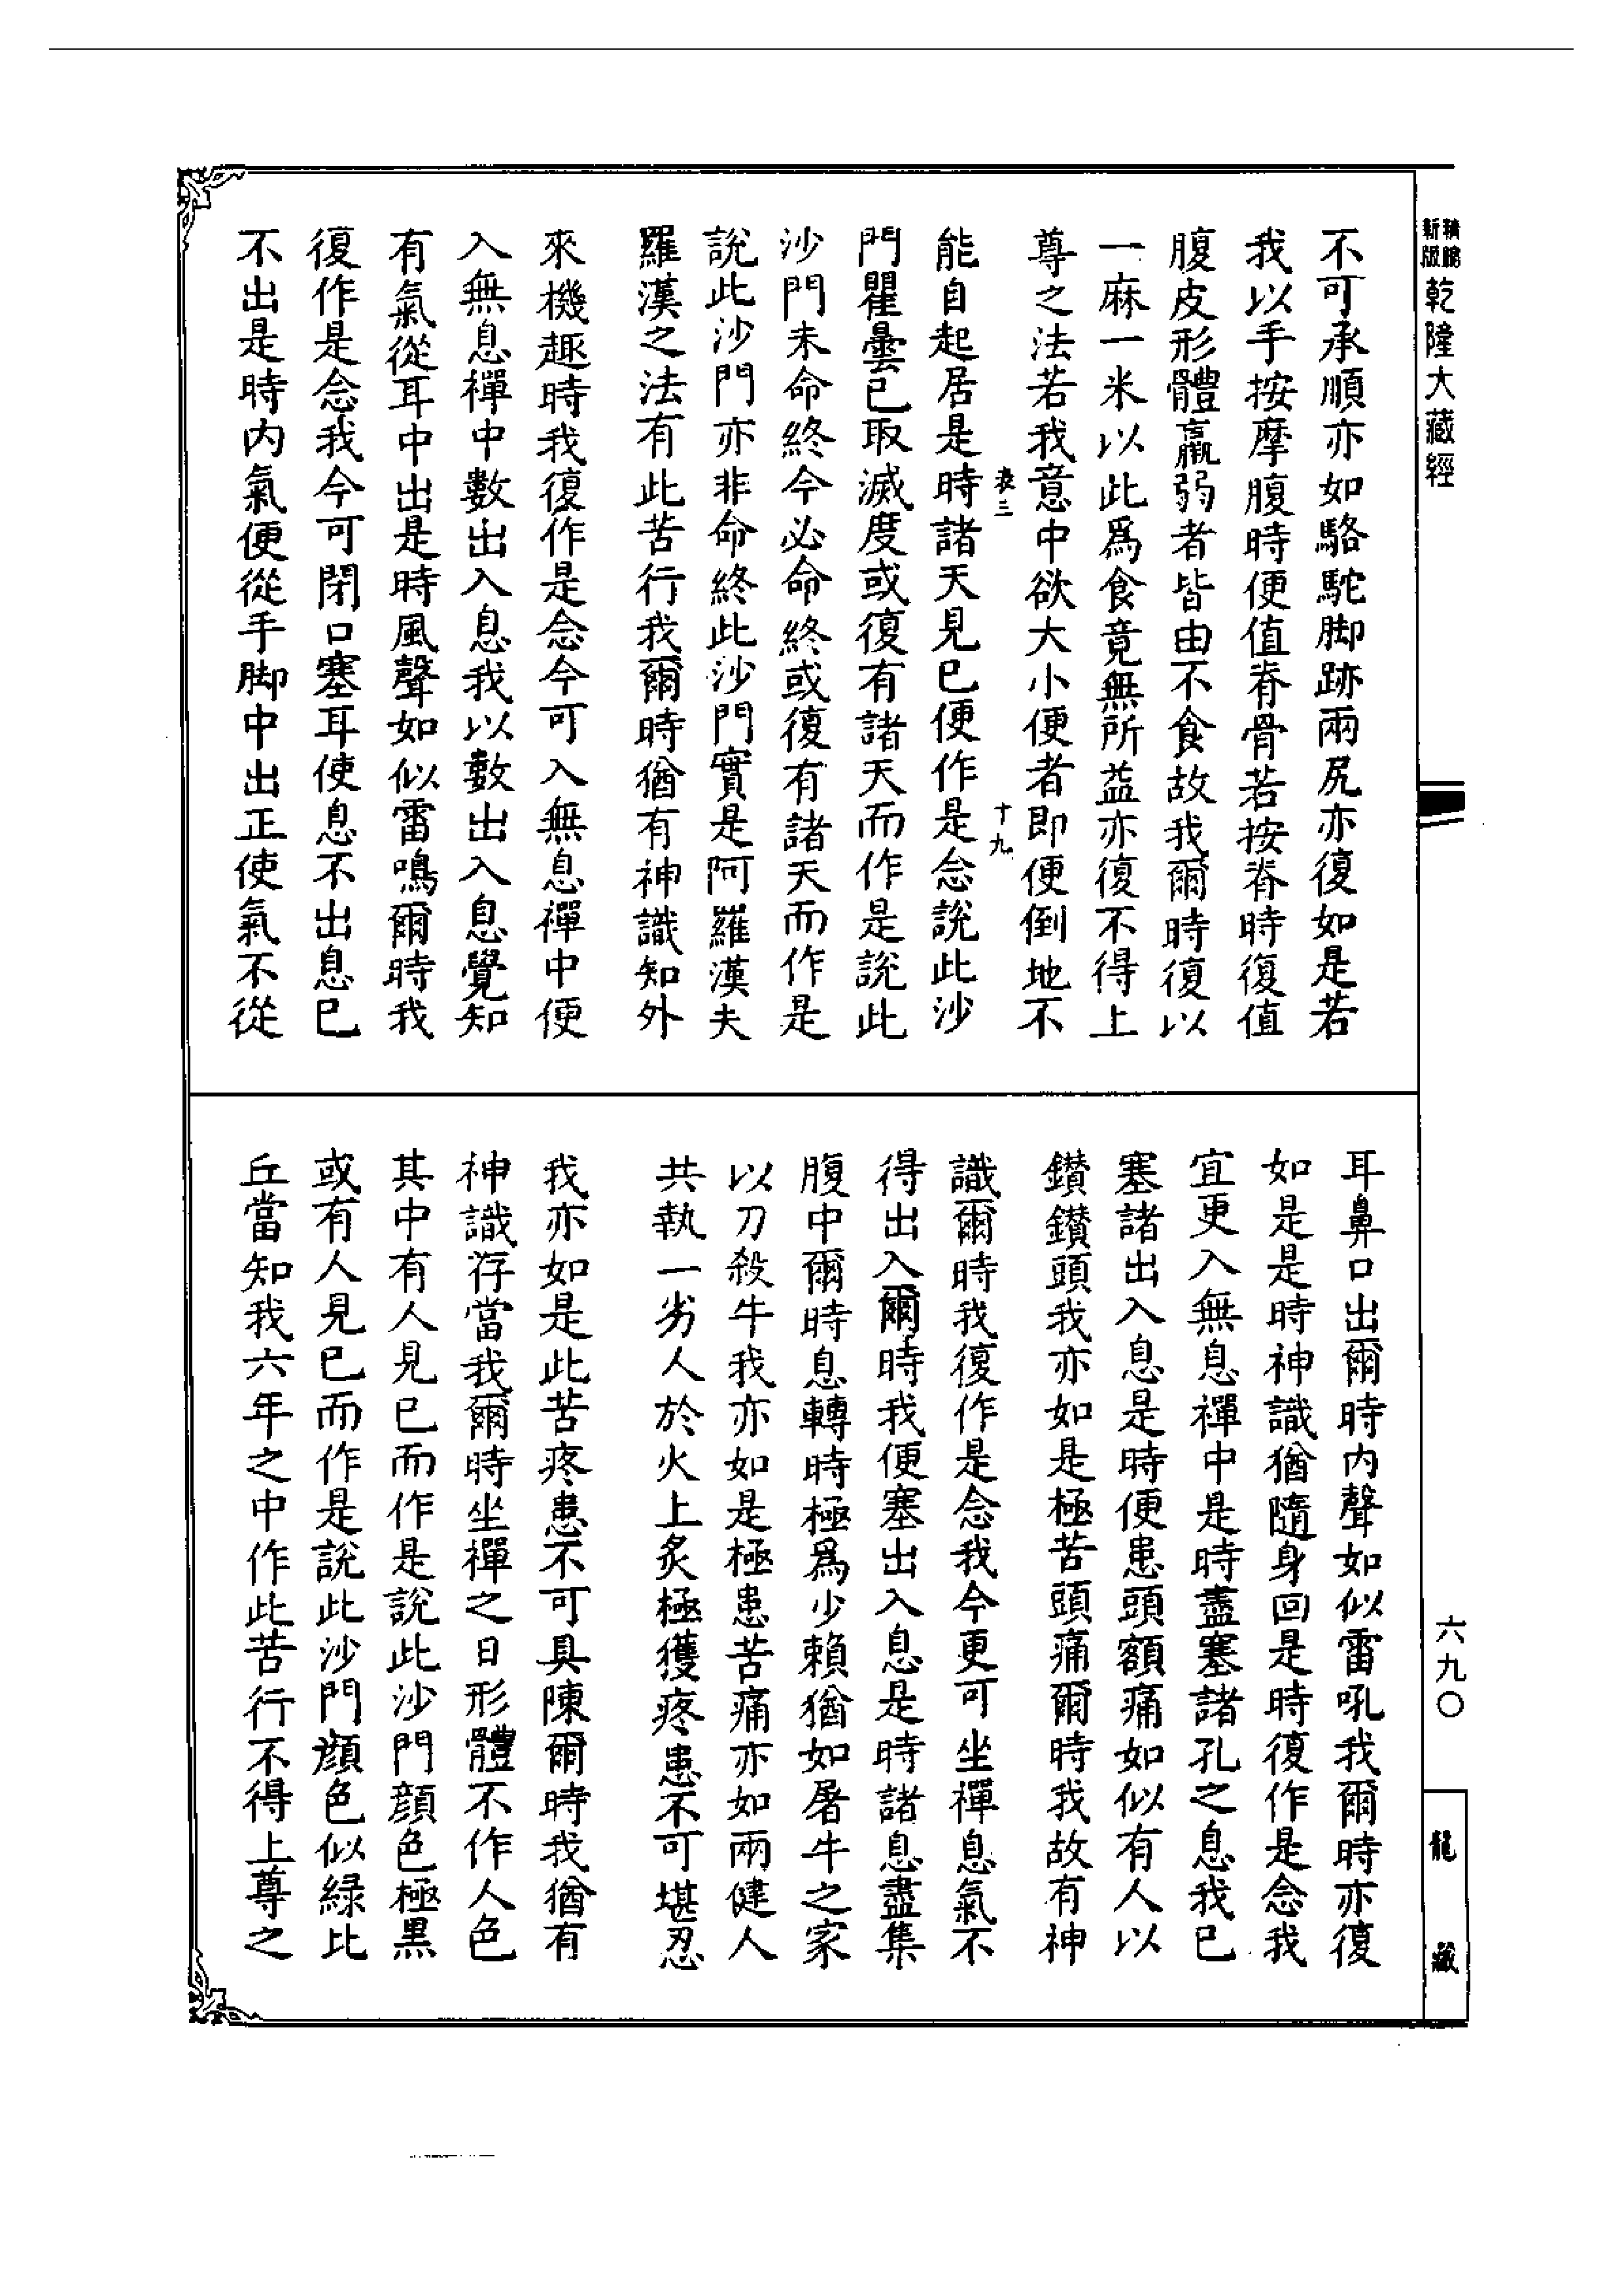 乾隆大藏經
不可承順亦如駱駝脚跡兩尻亦復如是若
我以手按摩腹時便值脊骨若按脊時復值
腹皮形體羸弱者皆由不食故我爾時復以
一麻一米以此爲食竟無所益亦復不得上
尊之法若我意中欲大小便者即便倒地不
十九
能自起居是時諸天見已便作是念說此沙
門瞿曇已取滅度或復有諸天而作是說此
沙門未命終今必命終或復有諸天而作是
說此沙門亦非命終此沙門實是阿羅漢夫
羅漢之法有此苦行我爾時猶有神識知外
來機趣時我復作是念今可入無息禪中便
入無息禪中數出入息我以數出入息覺知
有氣從耳中出是時風聲如似雷鳴爾時我
復作是念我今可閉口塞耳使息不出息已
不出是時內氣便從手脚中出正使氣不從
耳鼻口出爾時內聲如似雷吼我爾時亦復
如是是時神識猶隨身回是時復作是念我
宜更入無息禪中是時盡塞諸孔之息我已
塞諸出入息是時便患頭額痛如似有人以
鑽鑽頭我亦如是極苦頭痛爾時我故有神
識爾時我復作是念我今更可坐禪息氣不
得出入爾時我便塞出入息是時諸息盡集
腹中爾時息轉時極爲少賴猶如屠牛之家
以刀殺牛我亦如是極患苦痛亦如兩健人
共執一劣人於火上炙極獲疼患不可堪忍
我亦如是此苦疼患不可具陳爾時我猶有
神識存當我爾時坐禪之日形體不作人色
其中有人見已而作是說此沙門顔色極黑
或有人見已而作是說此沙門顔色似緑比
丘當知我六年之中作此苦行不得上尊之
六九〇
龍藏